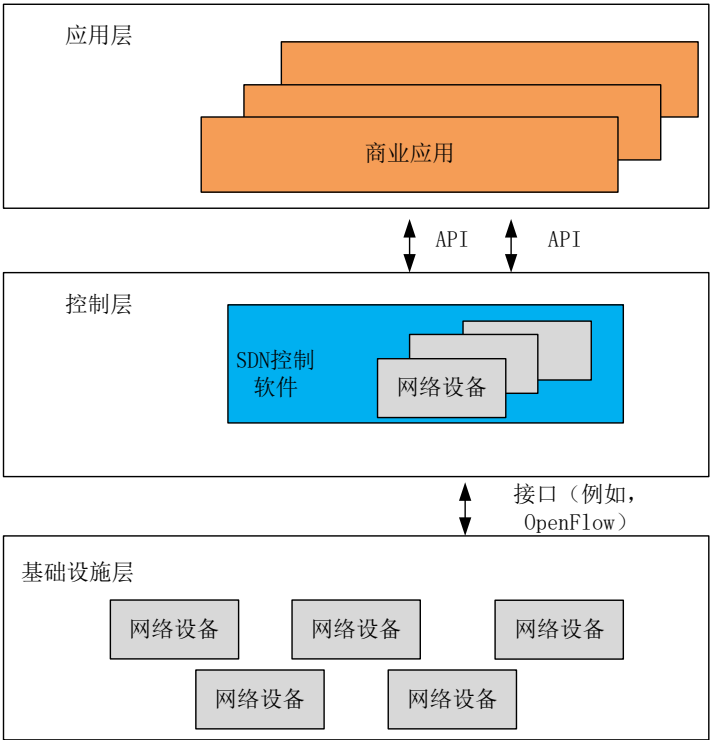 应用层
商业应用
API
API
控制层
SDN控制
软件
网络设备
接口（例如，
OpenFlow）
基础设施层
网络设备
网络设备
网络设备
网络设备
网络设备